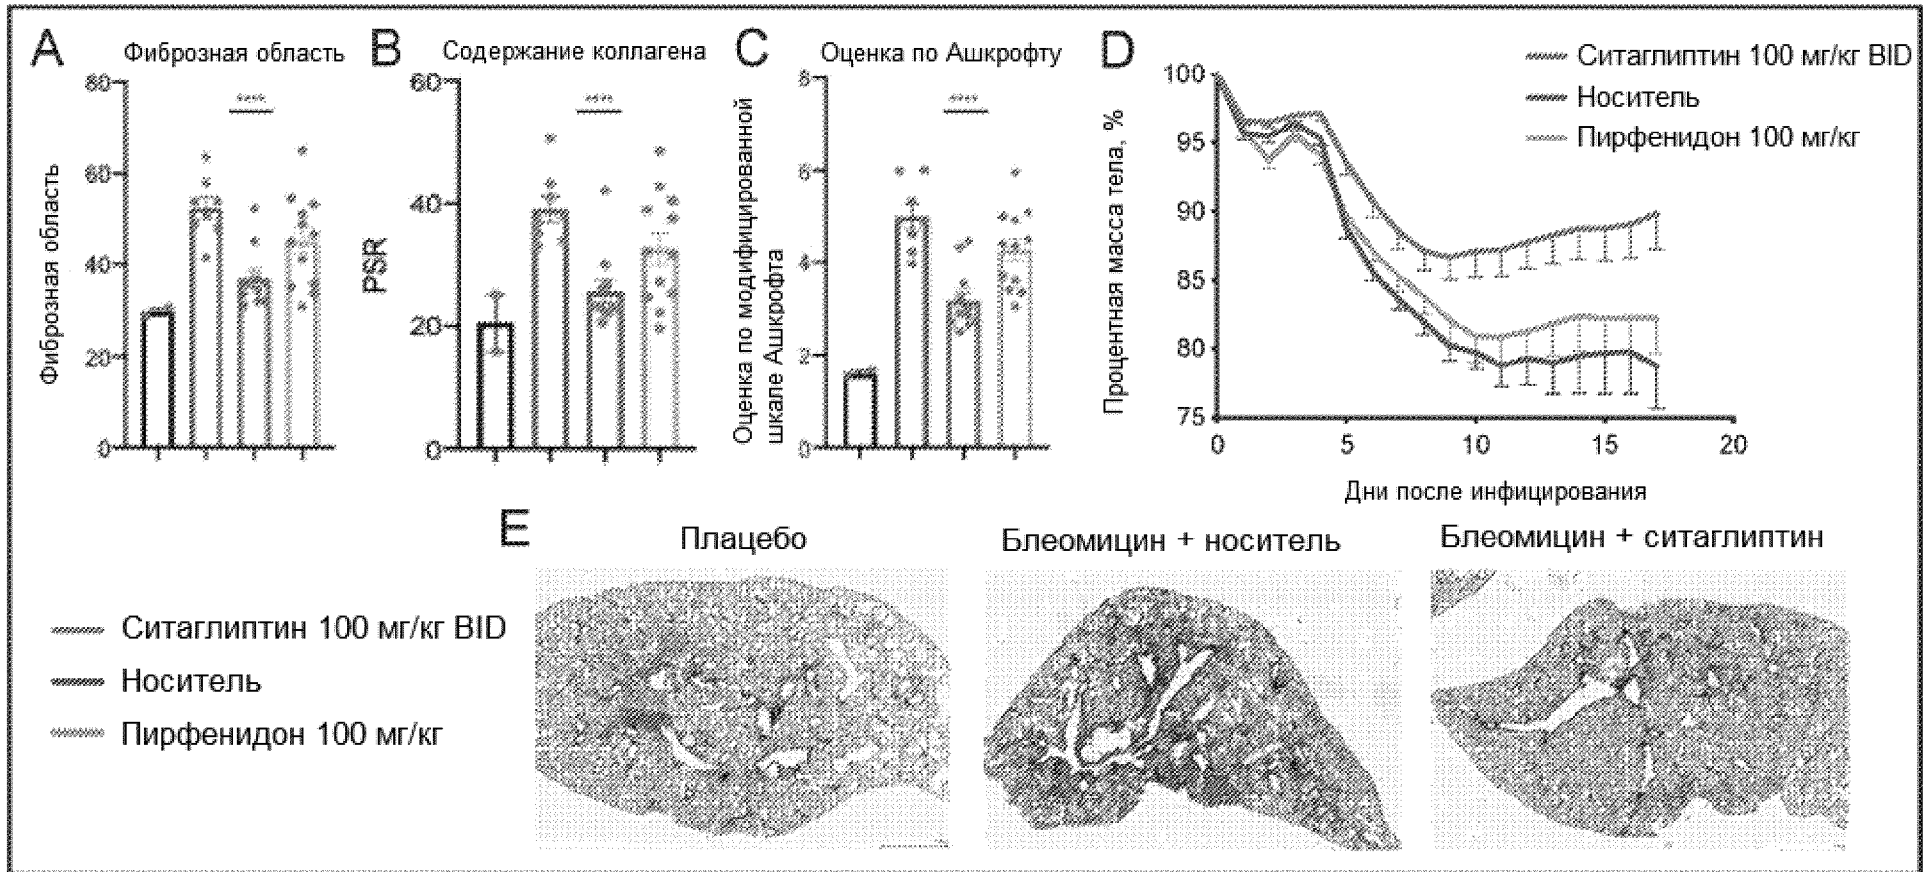 A
Фиброзная область
Фиброзная область
80
60
40
20
0
****
B
Содержание коллагена
PSR
60
40
20
0
****
C
Оценка по Ашкрофту
Оценка по модифицированной
шкале Ашкрофта
8
6
4
2
0
****
D
Процентная масса тела, %
100
95
90
85
80
75
0 5 10 15 20
Дни после инфицирования
Ситаглиптин 100 мг/кг BID
Носитель
Пирфенидон 100 мг/кг
E
Плацебо
Блеомицин + носитель
Блеомицин + ситаглиптин
Ситаглиптин 100 мг/кг BID
Носитель
Пирфенидон 100 мг/кг